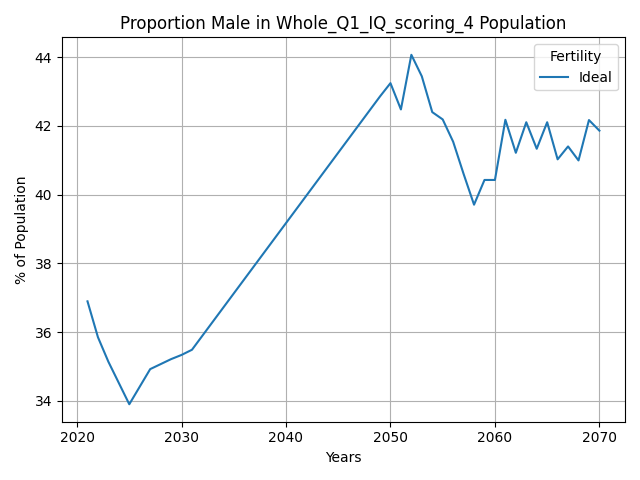 Proportion Male in Whole_Q1_IQ_scoring_4 Population
Fertility
Ideal
% of Population
44
42
40
38
36
34
2020 2030 2040 2050 2060 2070
Years